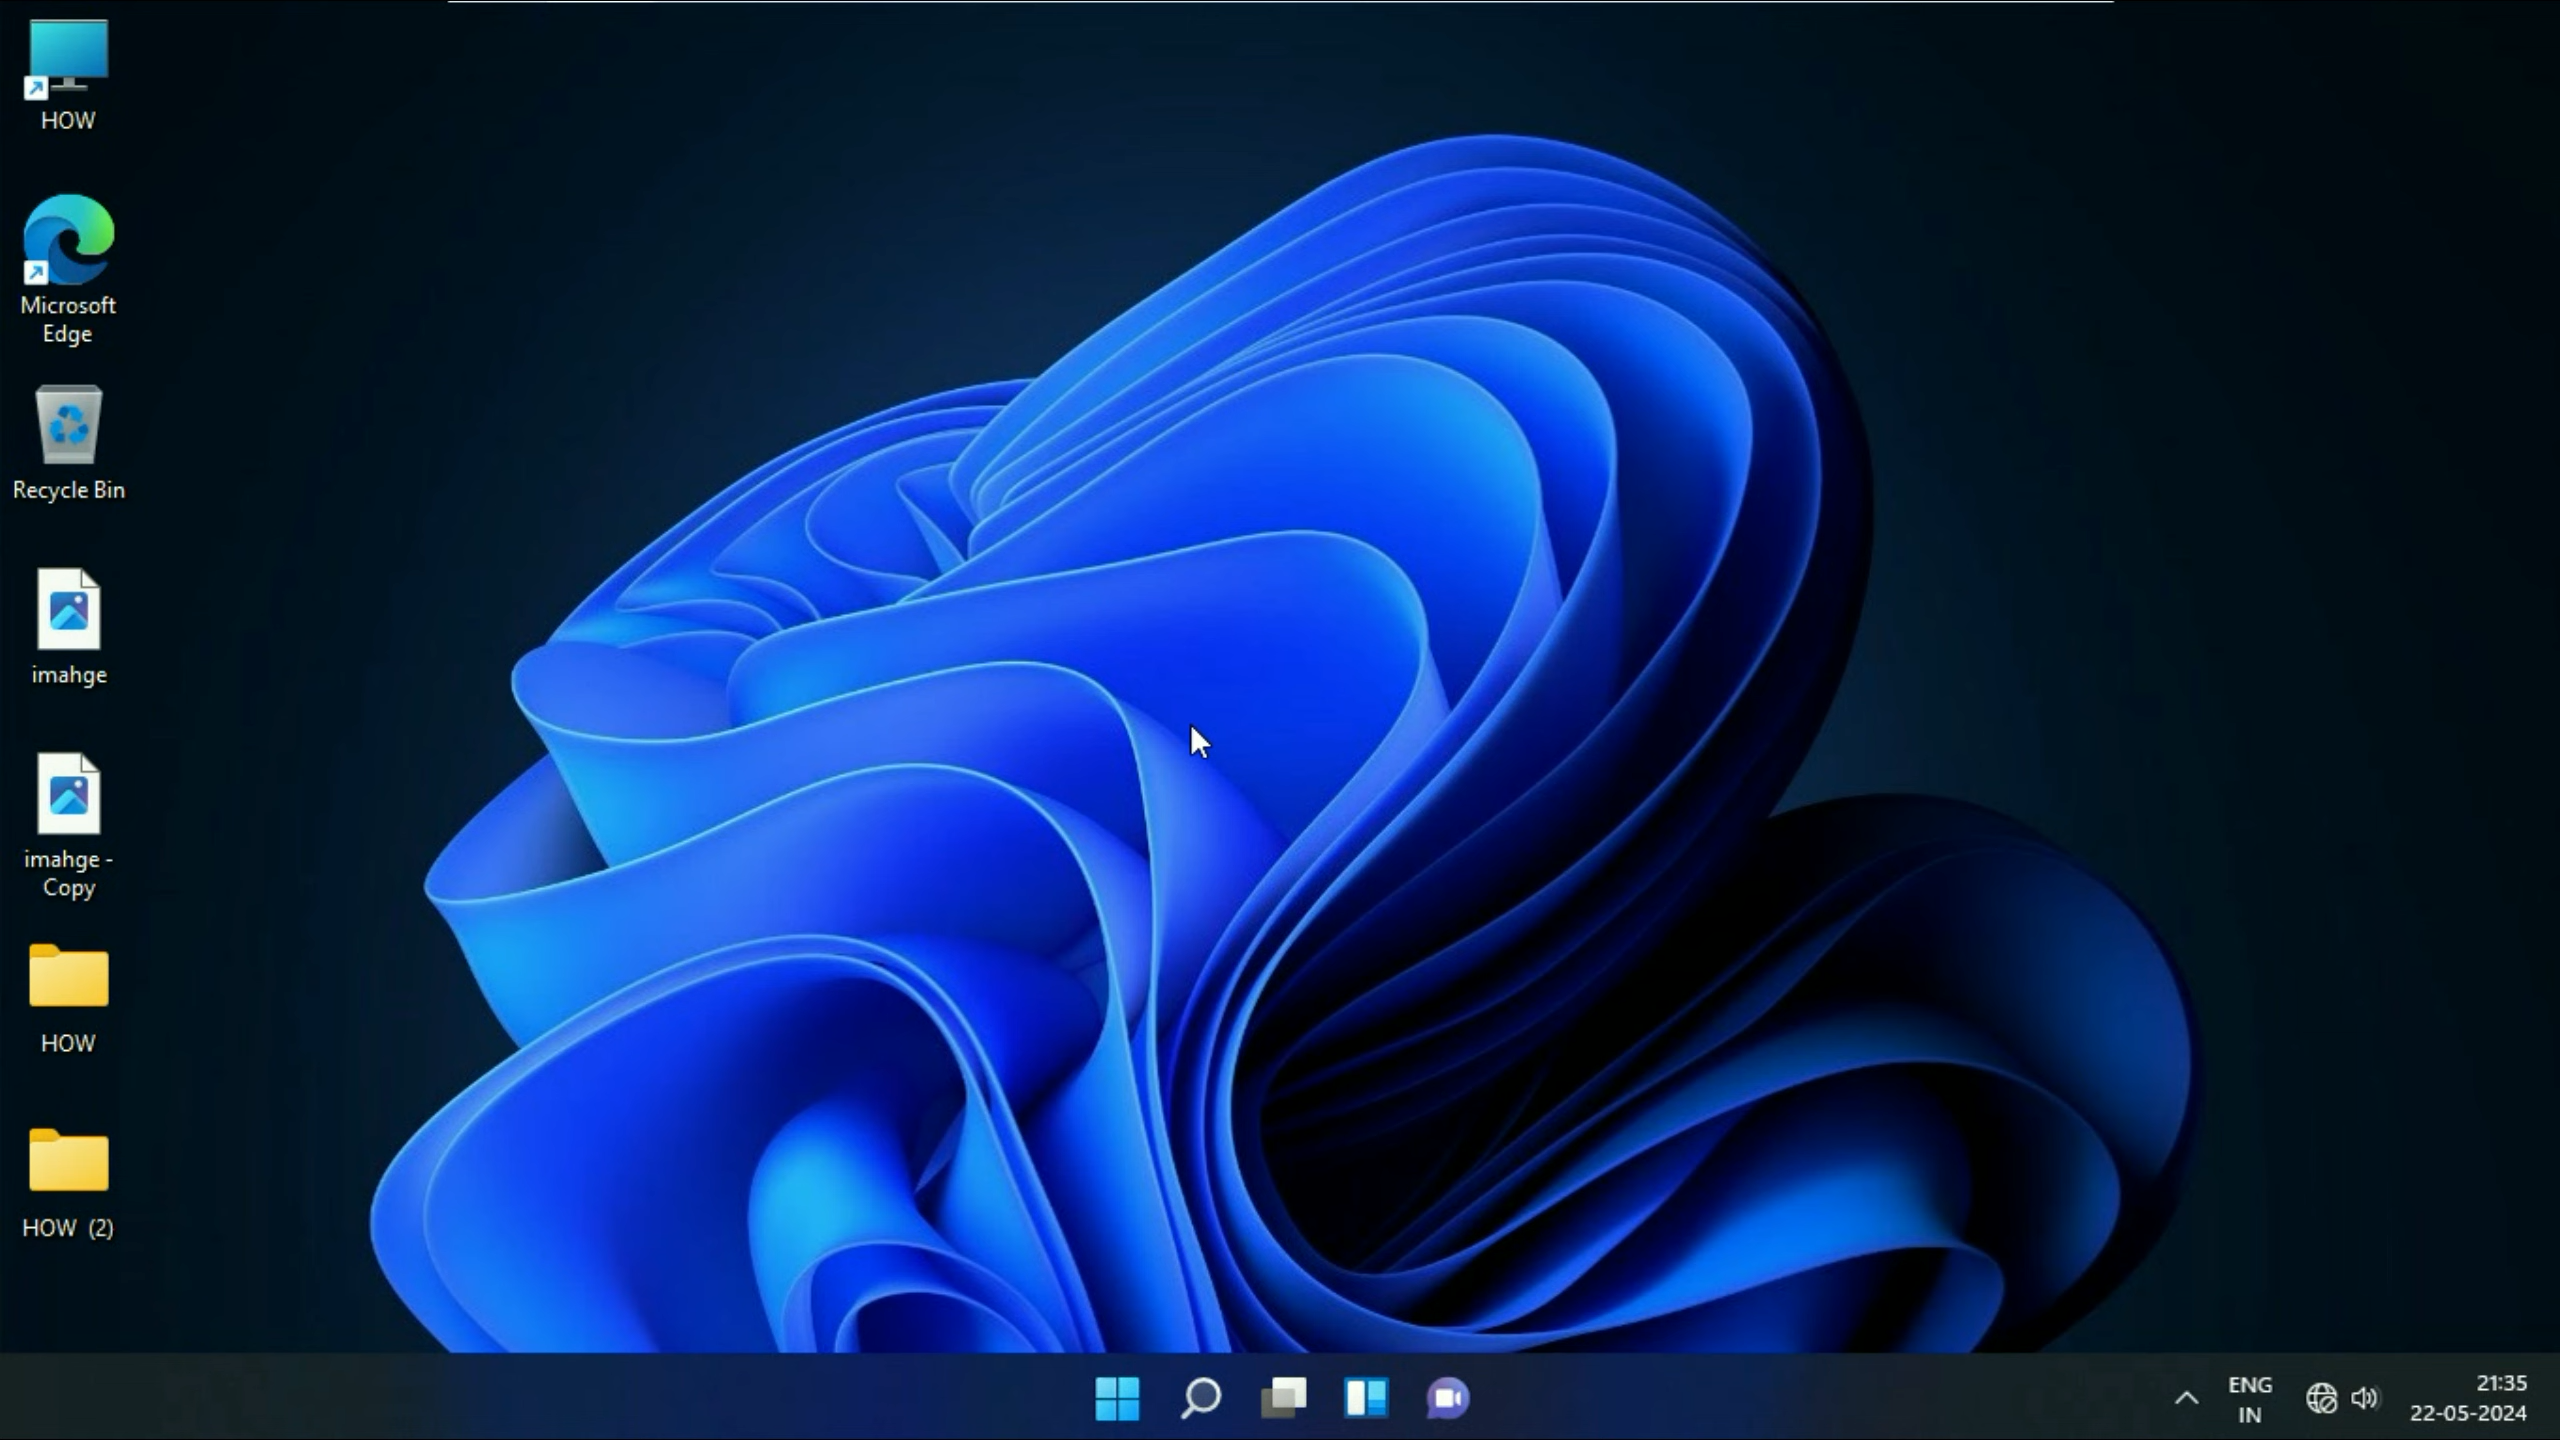 HOW
Microsoft
Edge
Recycle Bin
imahge
imahge -
Copy
HOW
HOW (2)
ENG
IN
21:35
22-05-2024